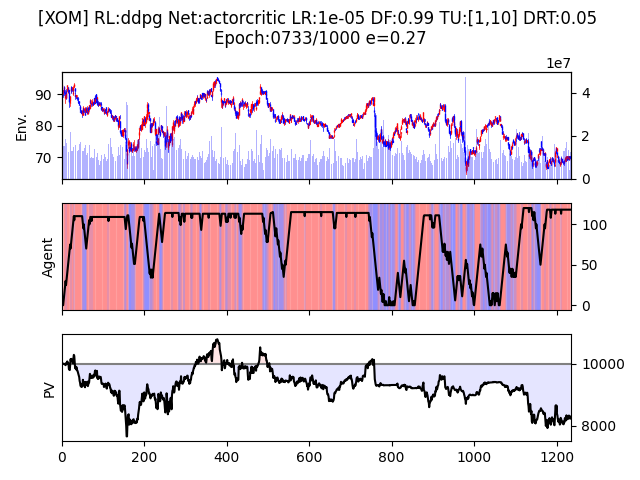 [XOM] RL:ddpg Net:actorcritic LR:1e-05 DF:0.99 TU:[1,10] DRT:0.05
Epoch:0733/1000 e=0.27
1e7
90
80
70
Env.
4
2
0
Agent
100
50
0
PV
10000
8000
0 200 400 600 800 1000 1200